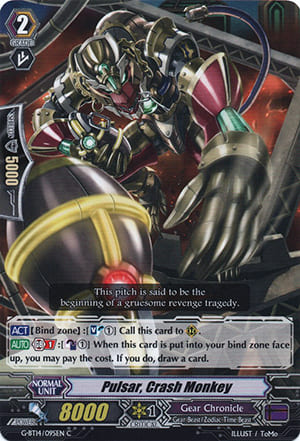 2
GRADE
SHIELD
5000
This pitch is said to be the
beginning of a gruesome revenge tragedy.
ACT [Bind zone] : [ 1] Call this card to R.
AUTO CB 1 : [ 1] When this card is put into your bind zone face
up, you may pay the cost. If you do, draw a card.
NORMAL
UNIT
Pulsar, Crash Monkey
POWER
8000
1
CRITICAL
Gear Chronicle
Gear Beast/Zodiac Time Beast
G-BT14/095EN C
ILLUST / ToMo